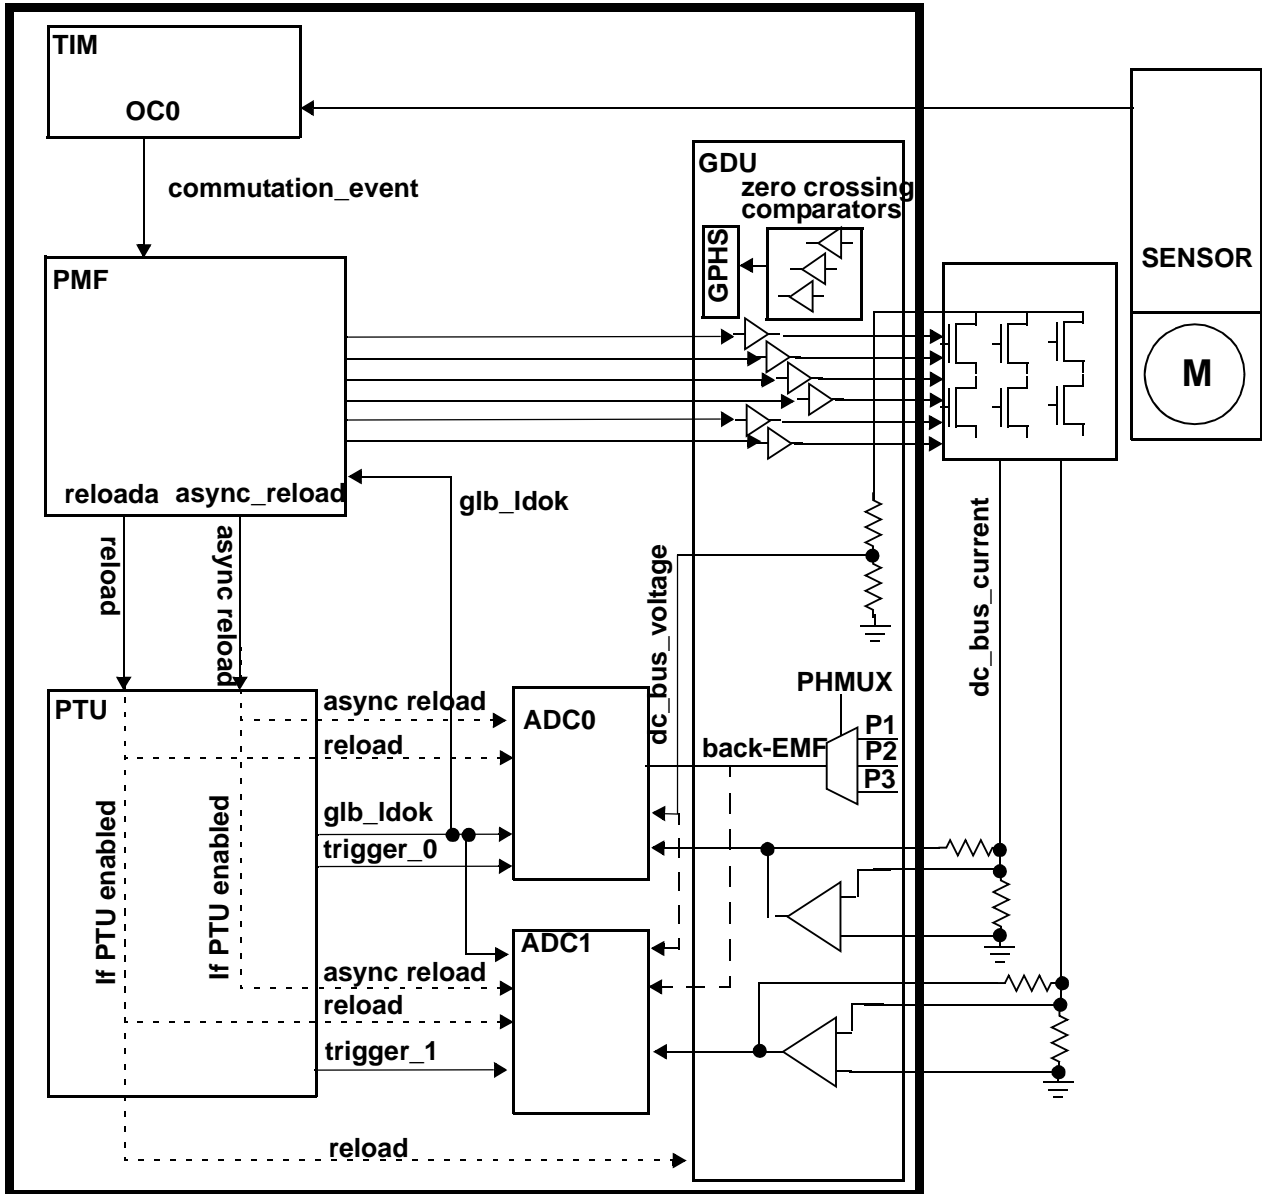 TIM
OC0
commutation_event
GDU
zero crossing
comparators
GPHS
SENSOR
M
PMF
reloada async_reload
glb_ldok
reload
async reload
dc_bus_voltage
dc_bus_current
PTU
async reload
reload
ADC0
PHMUX
P1
back-EMF
P2
P3
If PTU enabled
If PTU enabled
glb_ldok
trigger_0
ADC1
async reload
reload
trigger_1
reload